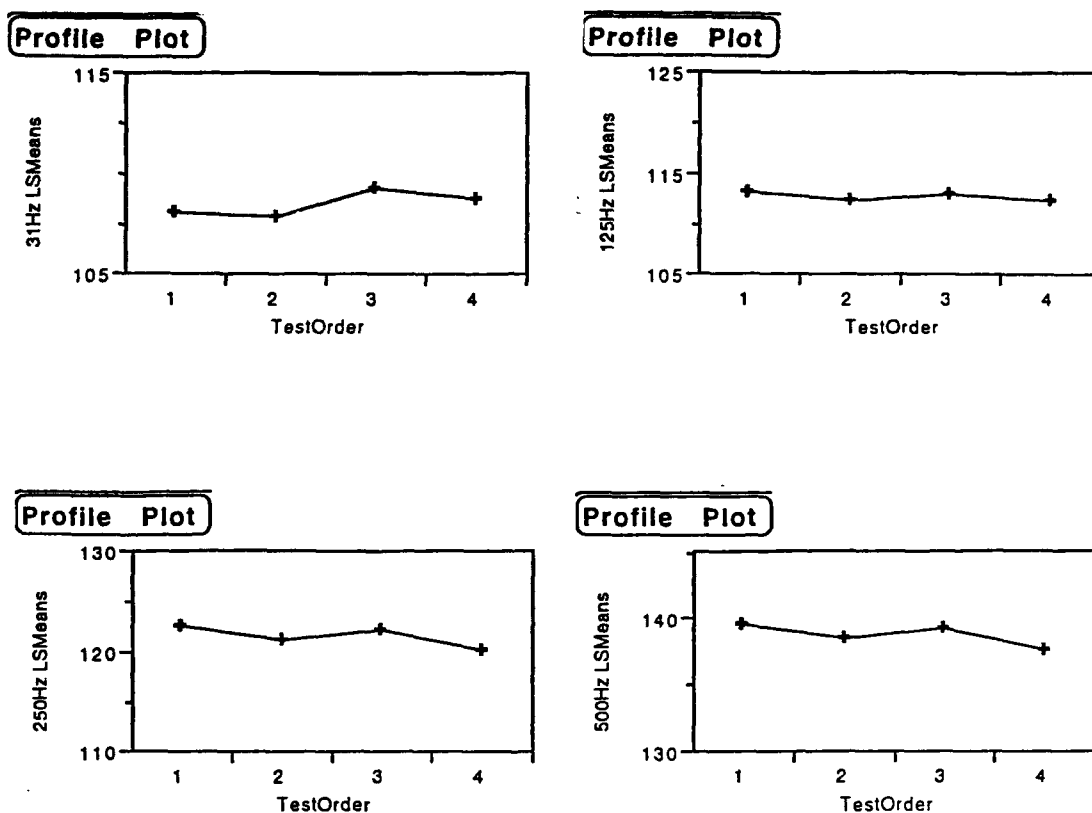 Profile Plot
115
105
31Hz LSMeans
1 2 3 4
TestOrder
Profile Plot
125
115
105
125Hz LSMeans
1 2 3 4
TestOrder
Profile Plot
130
120
110
250Hz LSMeans
1 2 3 4
TestOrder
Profile Plot
140
130
500Hz LSMeans
1 2 3 4
TestOrder